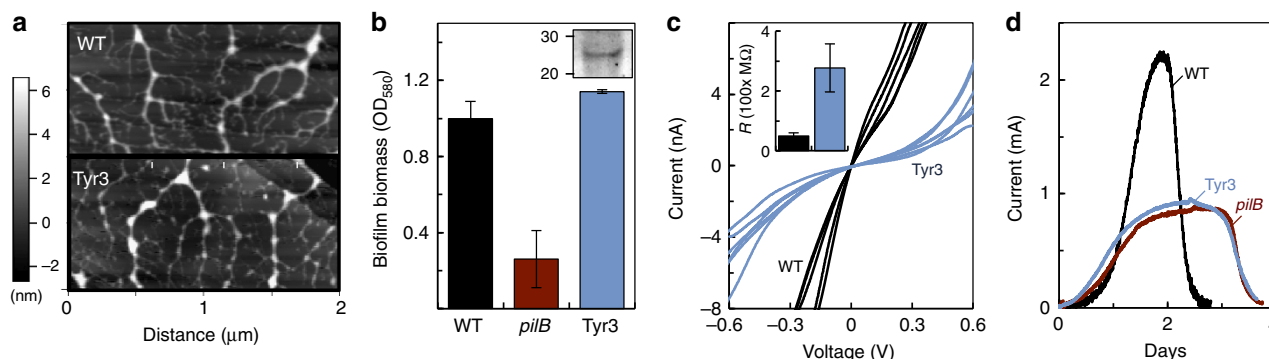 a
WT
Tyr3
6
4
2
0
–2
(nm)
0
1
2
Distance (μm)
b
Biofilm biomass (OD580)
1.2
1.0
0.8
0.4
30
20
WT
pilB
Tyr3
c
Current (nA)
4
0
–4
–8
R (100x MΩ)
4
2
0
Tyr3
WT
–0.6
–0.3
0
0.3
0.6
Voltage (V)
d
Current (mA)
2
1
0
WT
Tyr3
pilB
0
2
Days